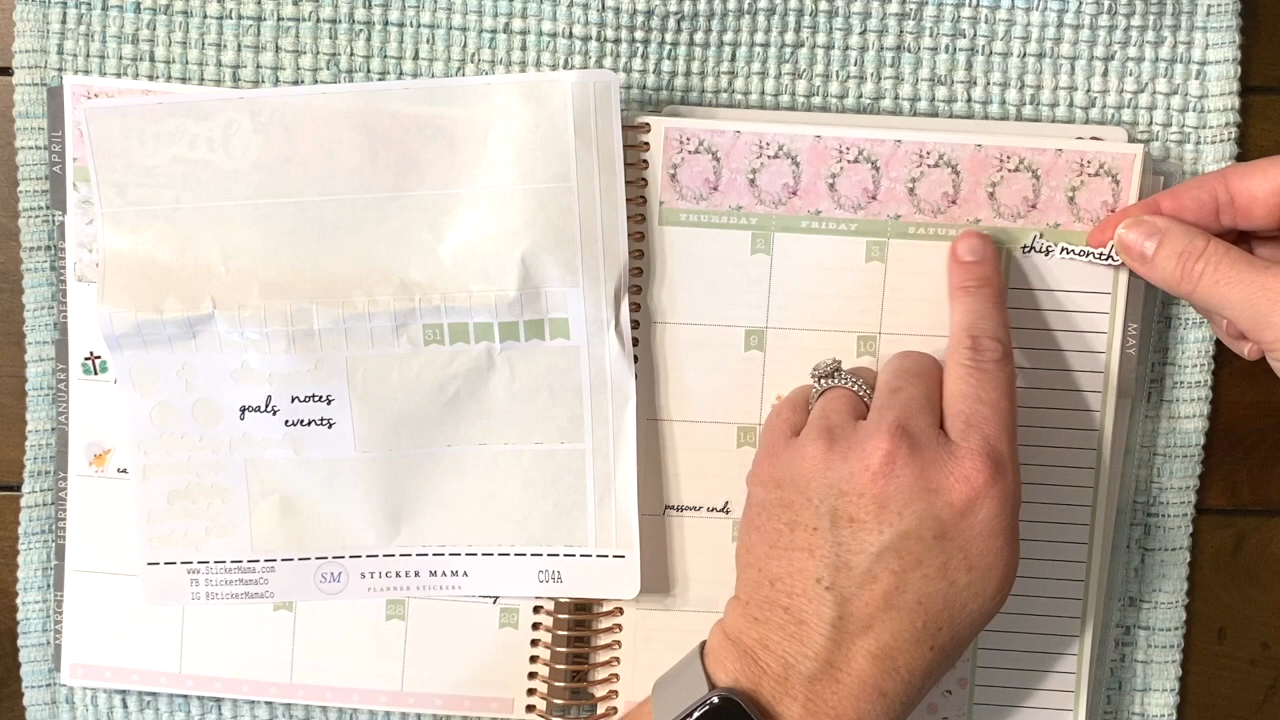 APRIL
DECEMBER
JANUARY
FEBRUARY
MARCH
31
goals notes
events
ea
www.StickerMama.com
FB StickerMamaCo
IG @StickerMamaCo
SM
STICKER MAMA
PLANNER STICKERS
C04A
28
29
THURSDAY
FRIDAY
this month
2
3
9
10
16
passover ends
MAY